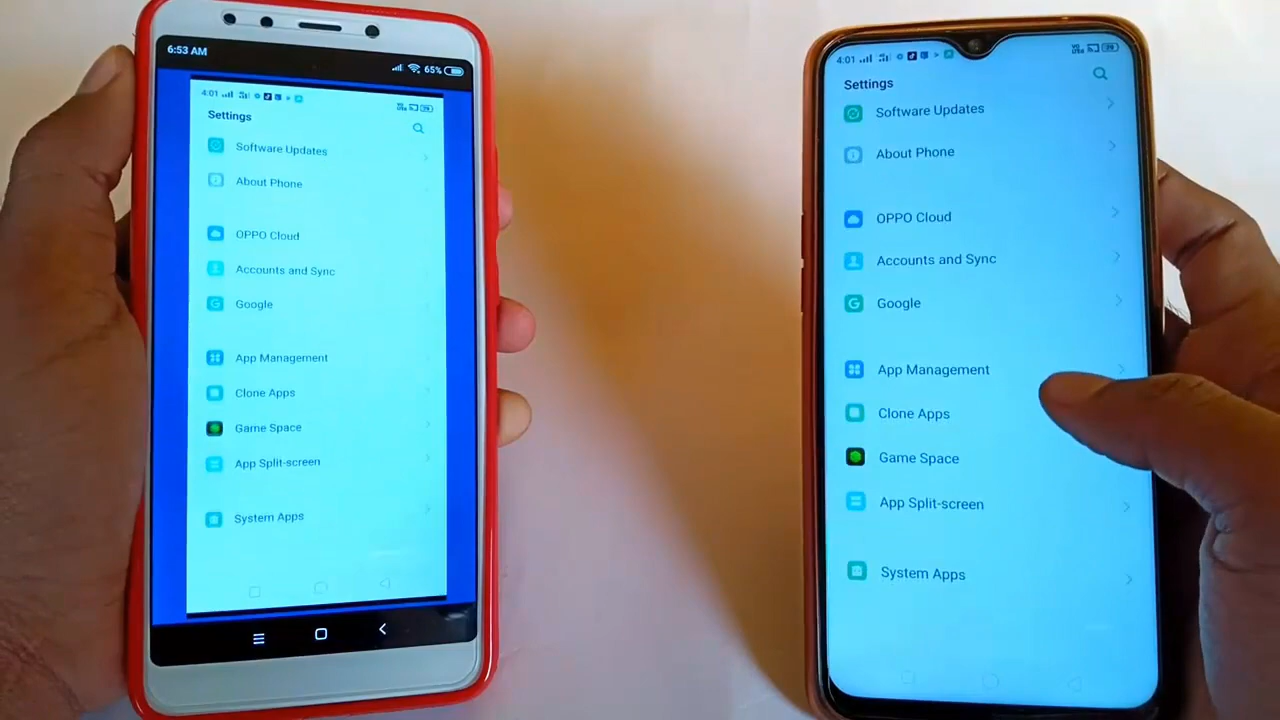 6:53 AM
65%
4:01
Settings
Software Updates
About Phone
OPPO Cloud
Accounts and Sync
Google
App Management
Clone Apps
Game Space
App Split-screen
System Apps
4:01
Settings
Software Updates
About Phone
OPPO Cloud
Accounts and Sync
Google
App Management
Clone Apps
Game Space
App Split-screen
System Apps